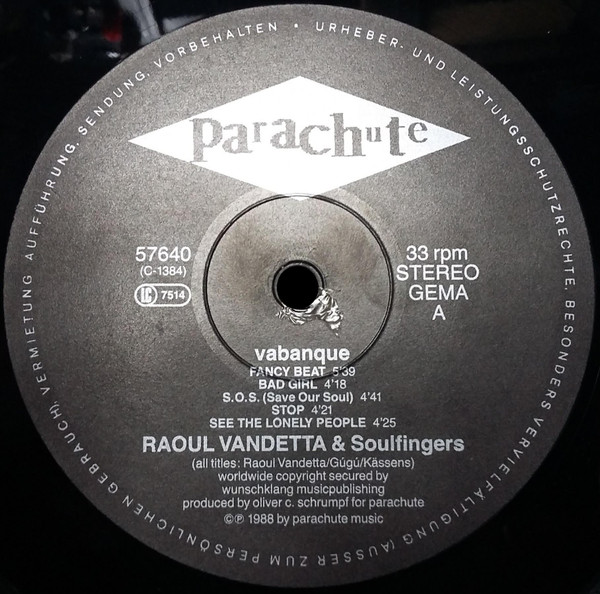 URHEBER- UND LEISTUNGSSCHUTZRECHTE, BESONDERS VERVIELFÄLTIGUNG (AUSSER ZUM PERSÖNLICHEN GEBRAUCH), VERMIETUNG AUFFÜHRUNG, SENDUNG, VORBEHALTEN •
parachute
57640
(C-1384)
LC 7514
33 rpm
STEREO
GEMA
A
vabanque
FANCY BEAT 5'39
BAD GIRL 4'18
S.O.S. (Save Our Soul) 4'41
STOP 4'21
SEE THE LONELY PEOPLE 4'25
RAOUL VANDETTA & Soulfingers
(all titles: Raoul Vandetta/Gúgú/Kässens)
worldwide copyright secured by
wunschklang musicpublishing
produced by oliver c. schrumpf for parachute
©℗ 1988 by parachute music